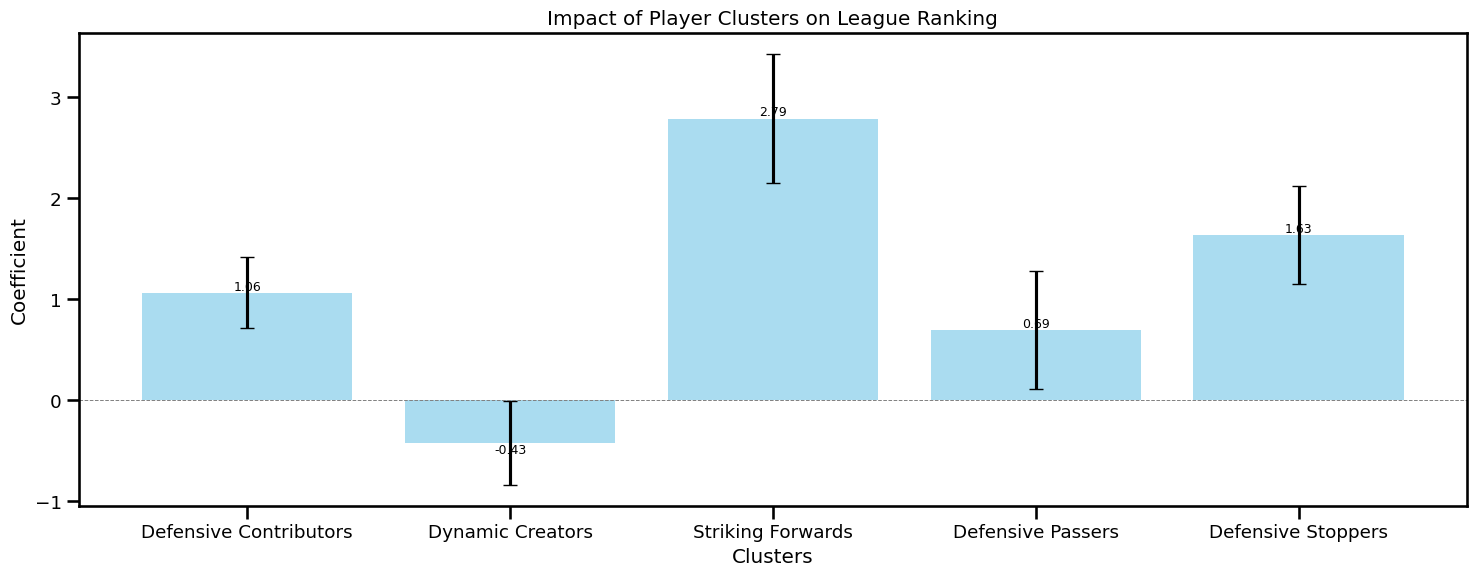 Impact of Player Clusters on League Ranking
Coefficient
3
2
1
0
−1
1.06
-0.43
2.79
0.69
1.63
Defensive Contributors
Dynamic Creators
Striking Forwards
Defensive Passers
Defensive Stoppers
Clusters